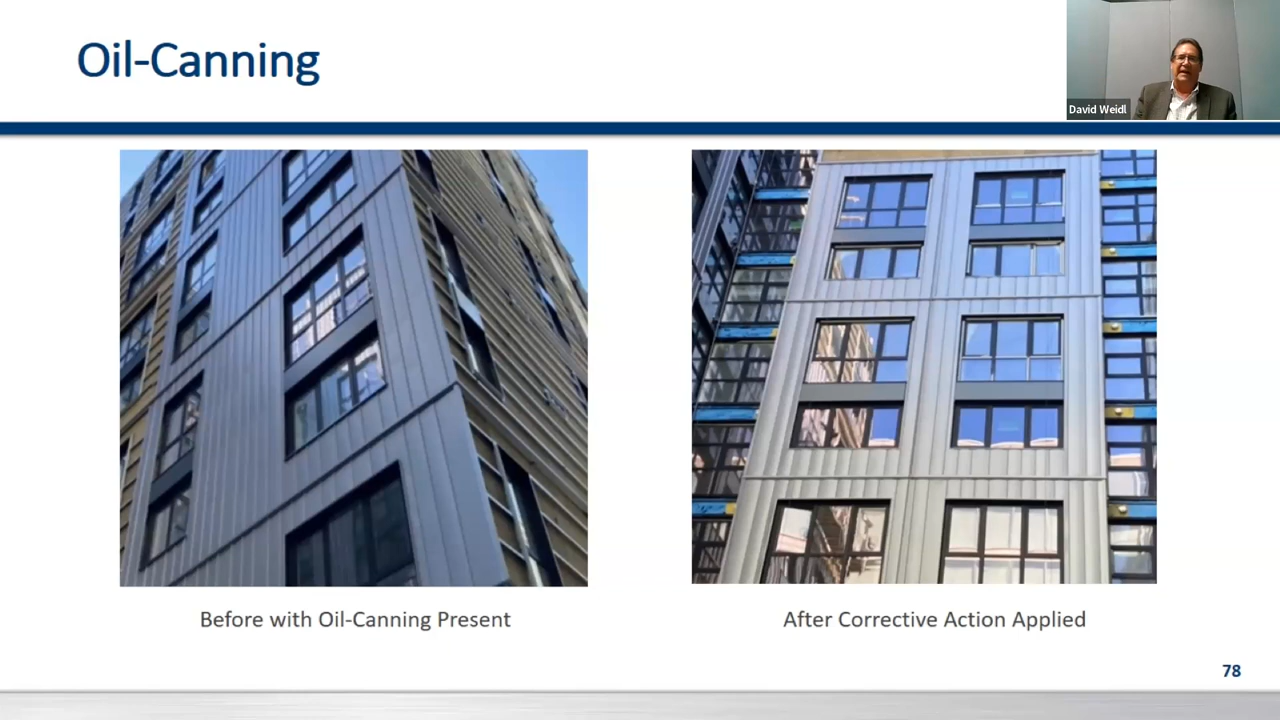 Oil-Canning
David Weidl
Before with Oil-Canning Present
After Corrective Action Applied
78